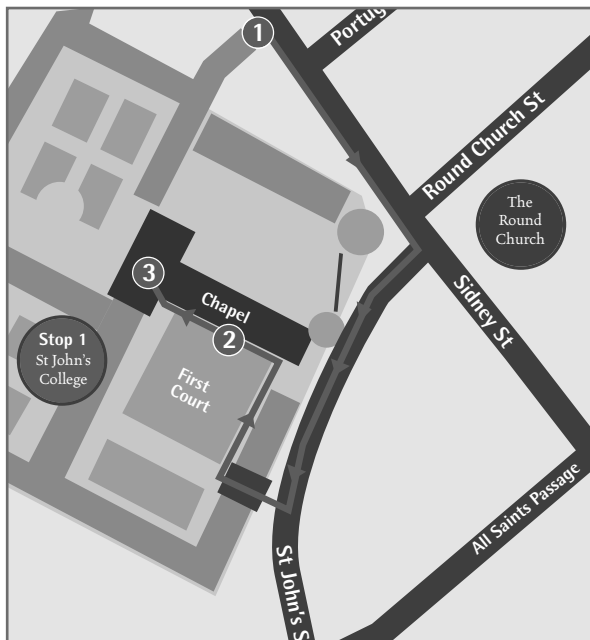 1
Portug
Round Church St
The
Round
Church
3
Chapel
Sidney St
2
Stop 1
St John's
College
First
Court
All Saints Passage
St John's S